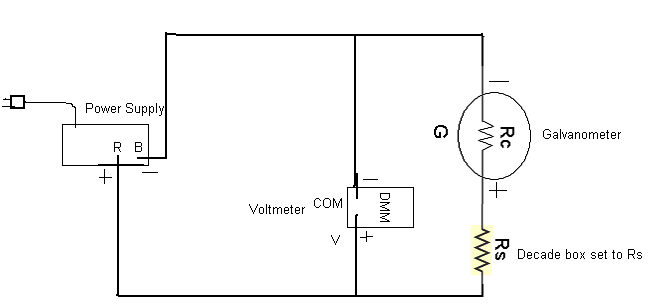 Power Supply
R B
+ −
−
G Rc Galvanometer
+
−
Voltmeter COM DMM
V +
Rs Decade box set to Rs